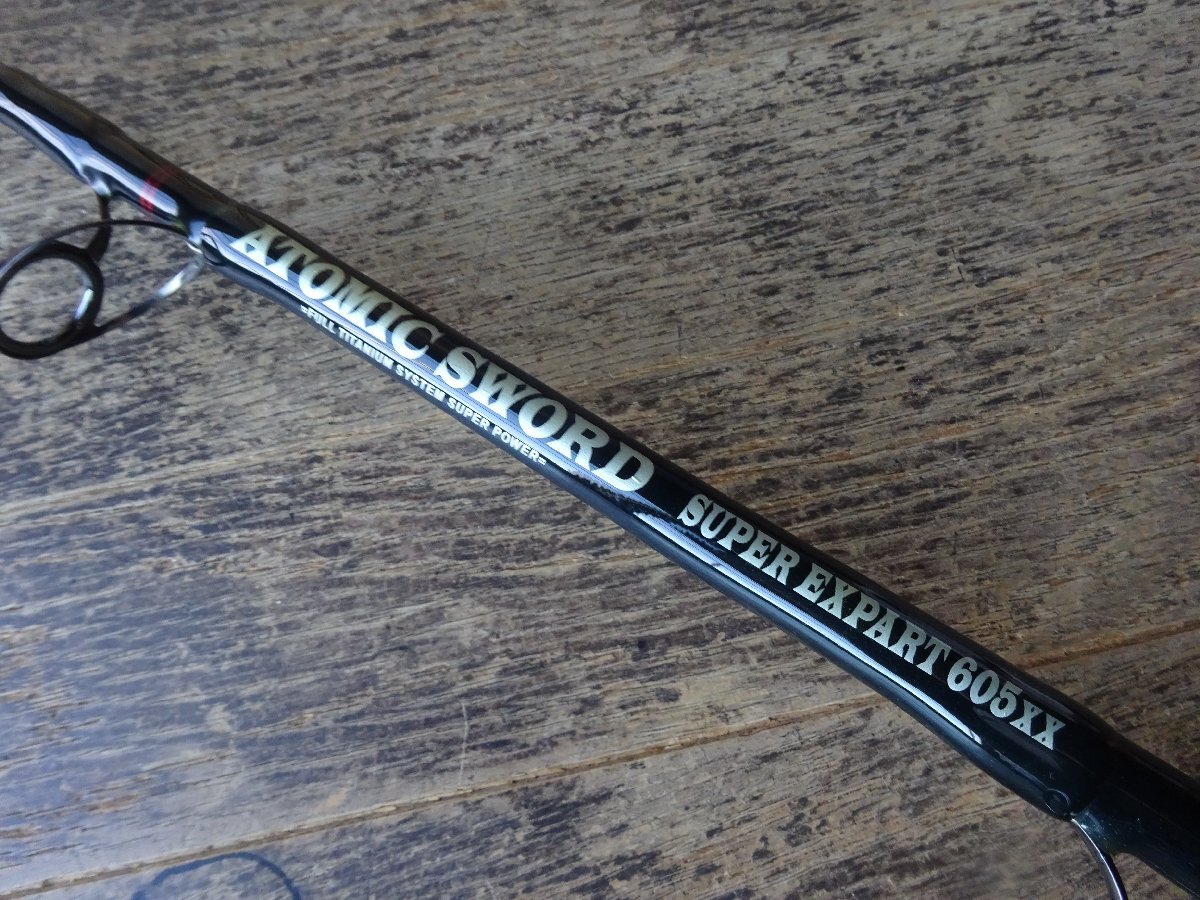 ATOMIC SWORD
=FULL TITANIUM SYSTEM SUPER POWER=
SUPER EXPART 605XX